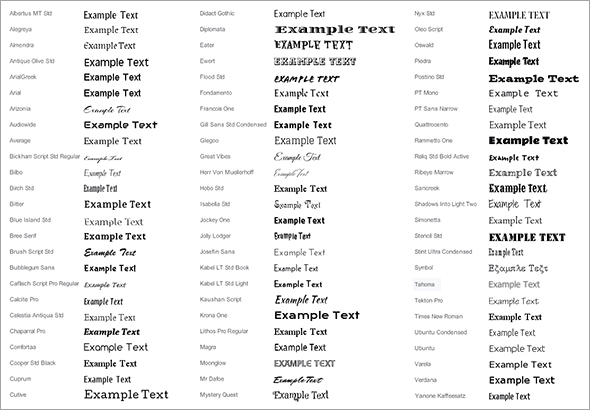 Albertus MT Std Example Text
Alegreya Example Text
Almendra Example Text
Antique Olive Std Example Text
ArialGreek Example Text
Arial Example Text
Arizonia Example Text
Audiowide Example Text
Average Example Text
Bickham Script Std Regular Example Text
Bilbo Example Text
Birch Std Example Text
Bitter Example Text
Blue Island Std Example Text
Bree Serif Example Text
Brush Script Std Example Text
Bubblegum Sans Example Text
Caflisch Script Pro Regular Example Text
Calcite Pro Example Text
Celestia Antiqua Std Example Text
Chaparral Pro Example Text
Comfortaa Example Text
Cooper Std Black Example Text
Cuprum Example Text
Cutive Example Text
Didact Gothic Example Text
Diplomata Example Text
Eater EXAMPLE TEXT
Ewert EXAMPLE TEXT
Flood Std EXAMPLE TEXT
Fondamento Example Text
Francois One Example Text
Gill Sans Std Condensed Example Text
Glegoo Example Text
Great Vibes Example Text
Herr Von Muellerhoff Example Text
Hobo Std Example Text
Isabella Std Example Text
Jockey One Example Text
Jolly Lodger Example Text
Josefin Sans Example Text
Kabel LT Std Book Example Text
Kabel LT Std Light Example Text
Kaushan Script Example Text
Krona One Example Text
Lithos Pro Regular Example Text
Magra Example Text
Moonglow EXAMPLE TEXT
Mr Dafoe Example Text
Mystery Quest Example Text
Nyx Std EXAMPLE TEXT
Oleo Script Example Text
Oswald Example Text
Piedra Example Text
Postino Std Example Text
PT Mono Example Text
PT Sans Narrow Example Text
Quattrocento Example Text
Rammetto One Example Text
Reliq Std Bold Active Example Text
Ribeye Marrow Example Text
Sancreek Example Text
Shadows Into Light Two Example Text
Simonetta Example Text
Stencil Std EXAMPLE TEXT
Stint Ultra Condensed Example Text
Symbol Εξαμπλε Τεξτ
Tahoma Example Text
Tekton Pro Example Text
Times New Roman Example Text
Ubuntu Condensed Example Text
Ubuntu Example Text
Varela Example Text
Verdana Example Text
Yanone Kaffeesatz Example Text